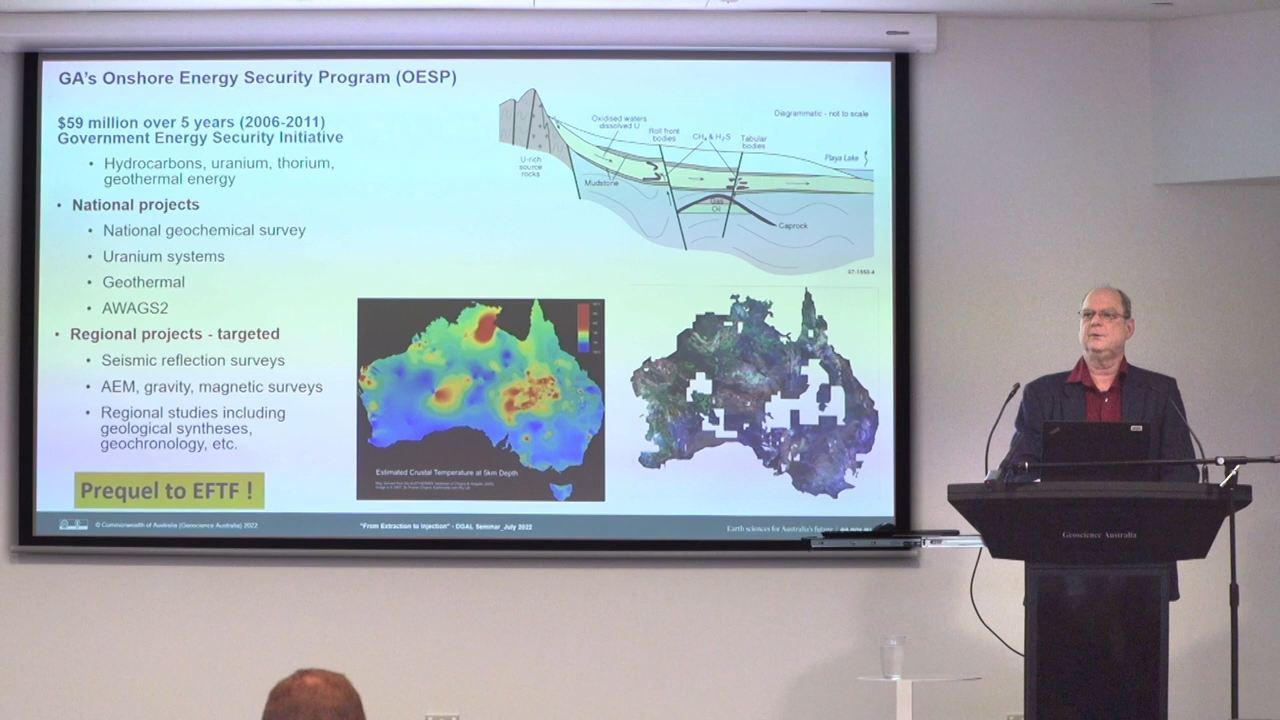 GA's Onshore Energy Security Program (OESP)
$59 million over 5 years (2006-2011)
Government Energy Security Initiative
• Hydrocarbons, uranium, thorium,
geothermal energy
• National projects
• National geochemical survey
• Uranium systems
• Geothermal
• AWAGS2
• Regional projects - targeted
• Seismic reflection surveys
• AEM, gravity, magnetic surveys
• Regional studies including
geological syntheses,
geochronology, etc.
Prequel to EFTF !
Diagrammatic - not to scale
Oxidised waters
dissolved U
Roll front
bodies
CH4 & H2S
Tabular
bodies
Playa Lake
U-rich
source
rocks
Mudstone
Gas
Oil
Caprock
Estimated Crustal Temperature at 5km Depth
© Commonwealth of Australia (Geoscience Australia) 2022
"From Extraction to Injection" - DGAL Seminar_July 2022
Earth sciences for Australia's future
Geoscience Australia